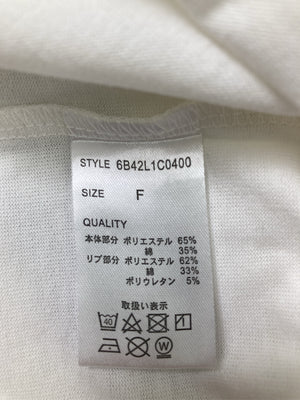 STYLE 6B42L1C0400
SIZE F
QUALITY
本体部分 ポリエステル 65%
綿 35%
リブ部分 ポリエステル 62%
綿 33%
ポリウレタン 5%
取扱い表示
40
W